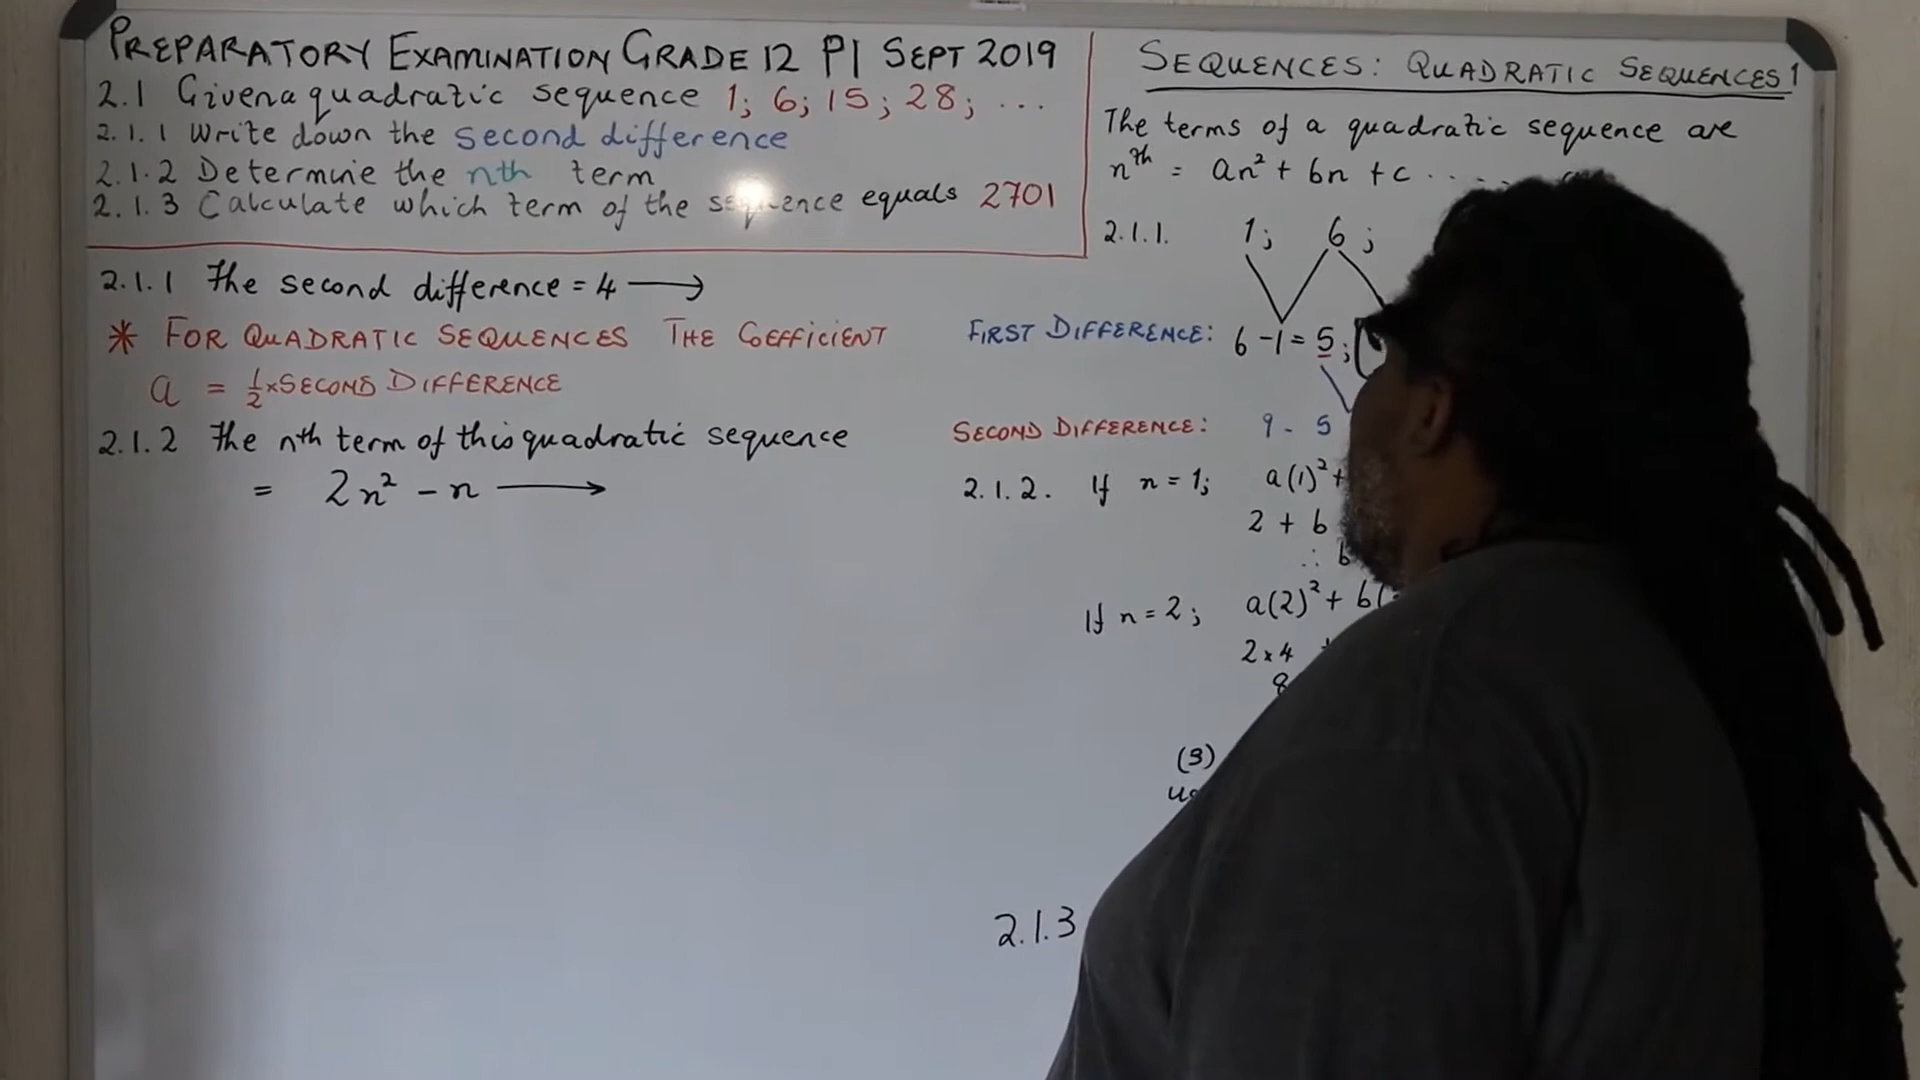 PREPARATORY EXAMINATION GRADE 12 P1 SEPT 2019
2.1 Given a quadratic sequence 1; 6; 15; 28; ...
2.1.1 Write down the second difference
2.1.2 Determine the nth term
2.1.3 Calculate which term of the sequence equals 2701
2.1.1 The second difference = 4 →
* FOR QUADRATIC SEQUENCES THE COEFFICIENT
a = ½ × SECOND DIFFERENCE
2.1.2 The nth term of this quadratic sequence
= 2n² - n →
SEQUENCES: QUADRATIC SEQUENCES 1
The terms of a quadratic sequence are
nth = an² + bn + c ....
2.1.1. 1; 6;
FIRST DIFFERENCE: 6 - 1 = 5;
SECOND DIFFERENCE: 9 - 5
2.1.2. If n = 1; a(1)² +
2 + b
∴ b
If n = 2; a(2)² + b(
2 × 4 +
8
(3)
2.1.3